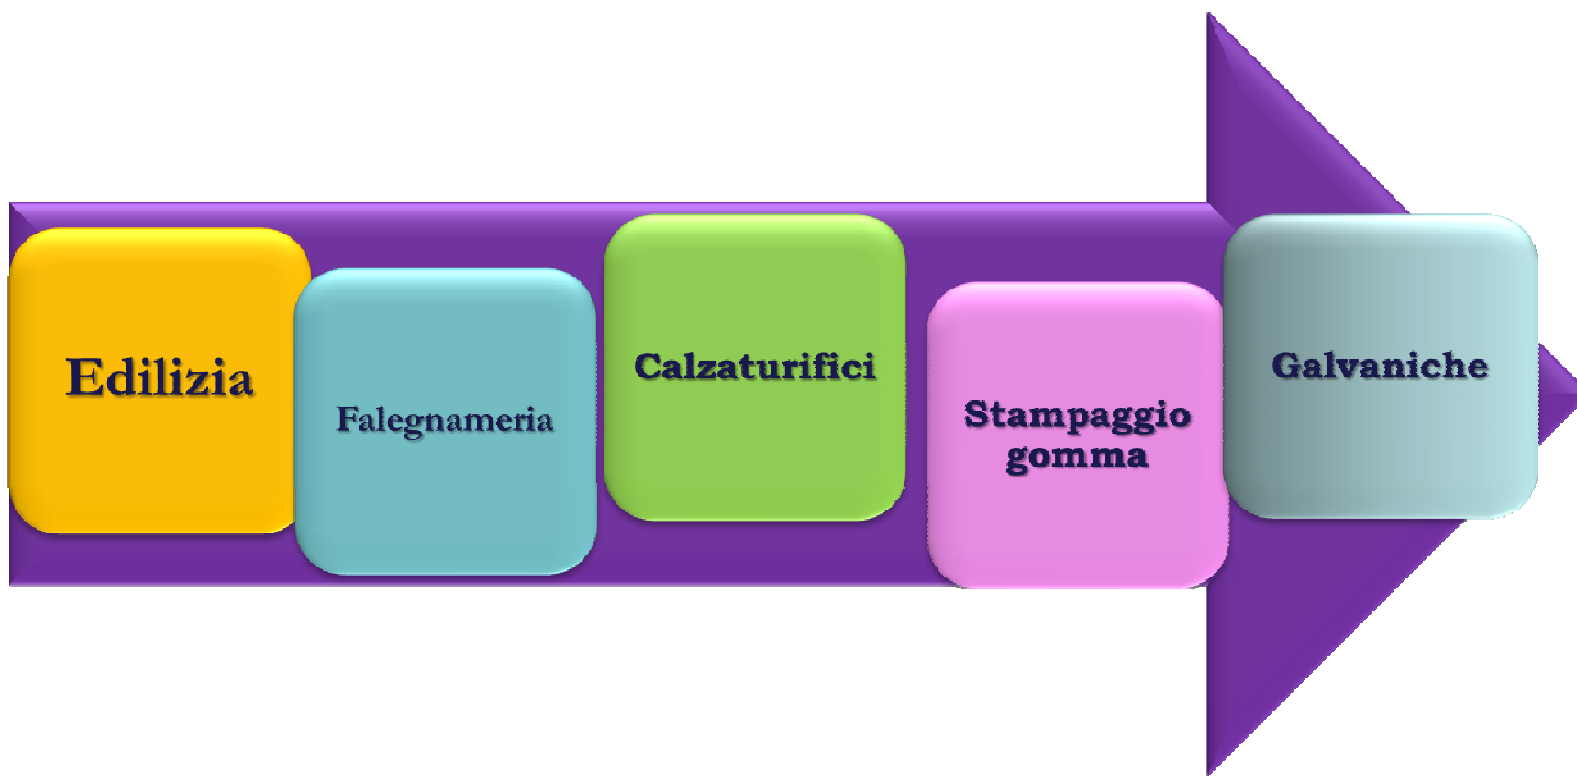 Edilizia
Falegnameria
Calzaturifici
Stampaggio
gomma
Galvaniche